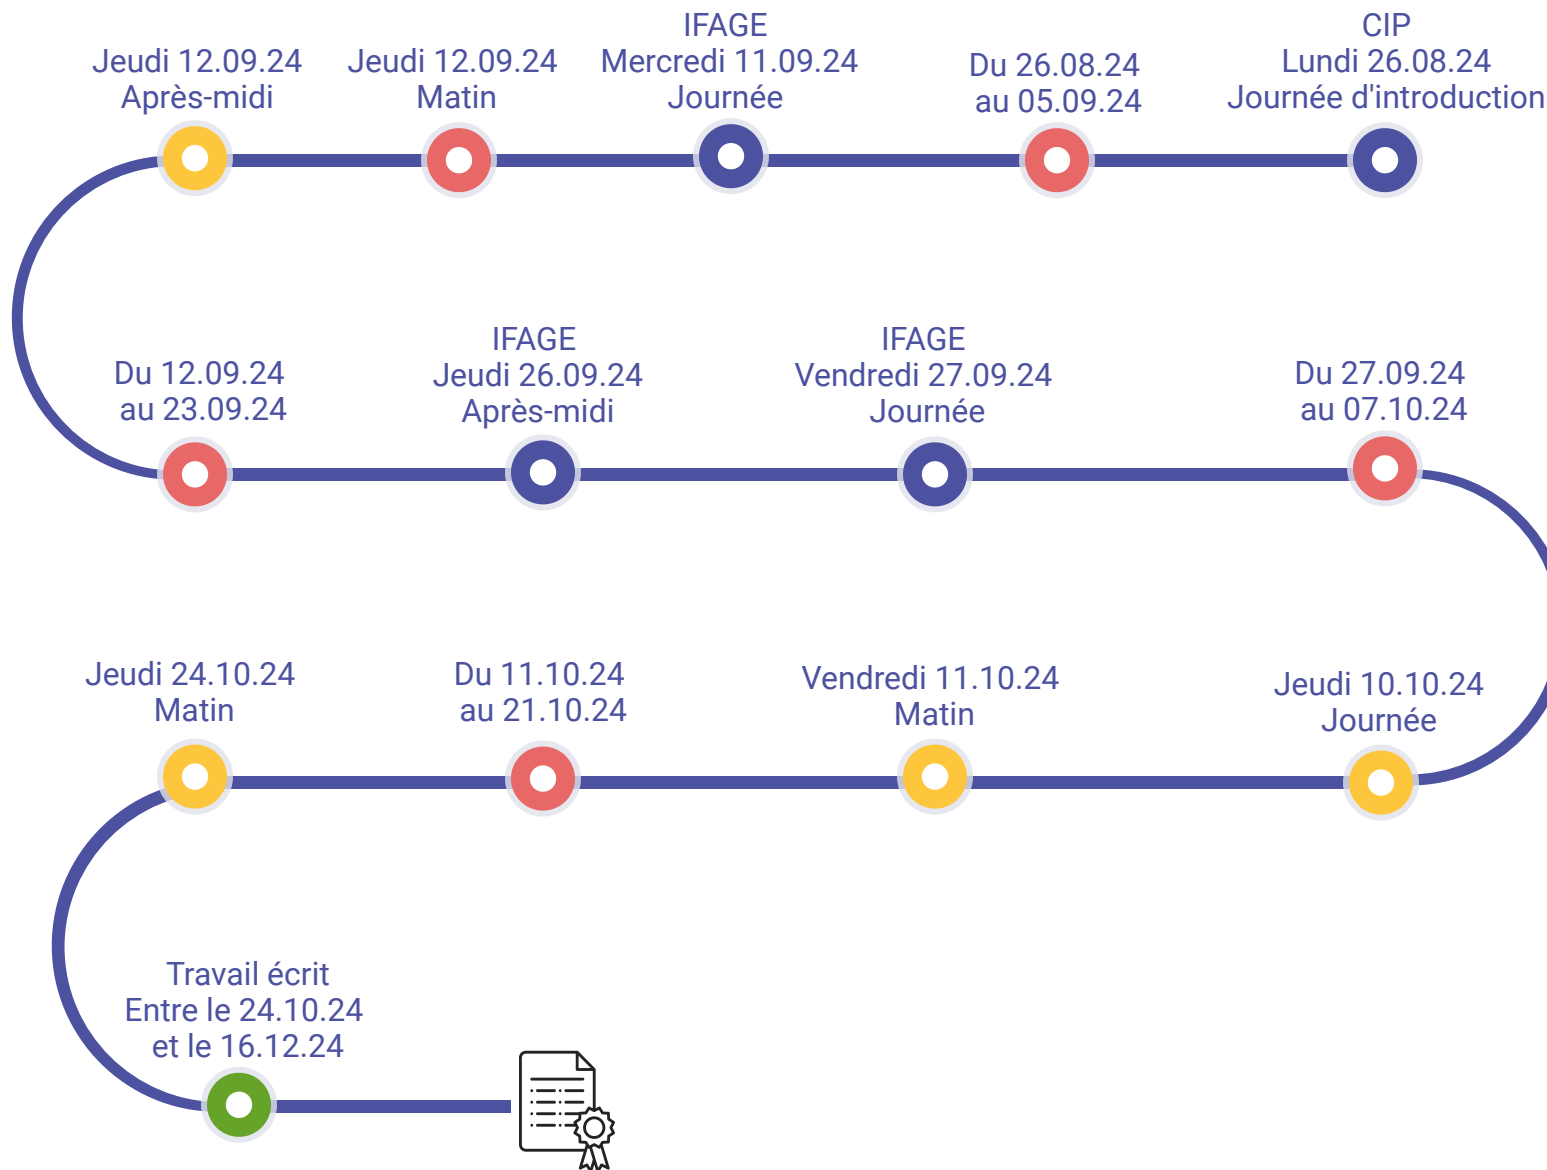 Jeudi 12.09.24
Après-midi
Jeudi 12.09.24
Matin
IFAGE
Mercredi 11.09.24
Journée
Du 26.08.24
au 05.09.24
CIP
Lundi 26.08.24
Journée d'introduction
Du 12.09.24
au 23.09.24
IFAGE
Jeudi 26.09.24
Après-midi
IFAGE
Vendredi 27.09.24
Journée
Du 27.09.24
au 07.10.24
Jeudi 24.10.24
Matin
Du 11.10.24
au 21.10.24
Vendredi 11.10.24
Matin
Jeudi 10.10.24
Journée
Travail écrit
Entre le 24.10.24
et le 16.12.24